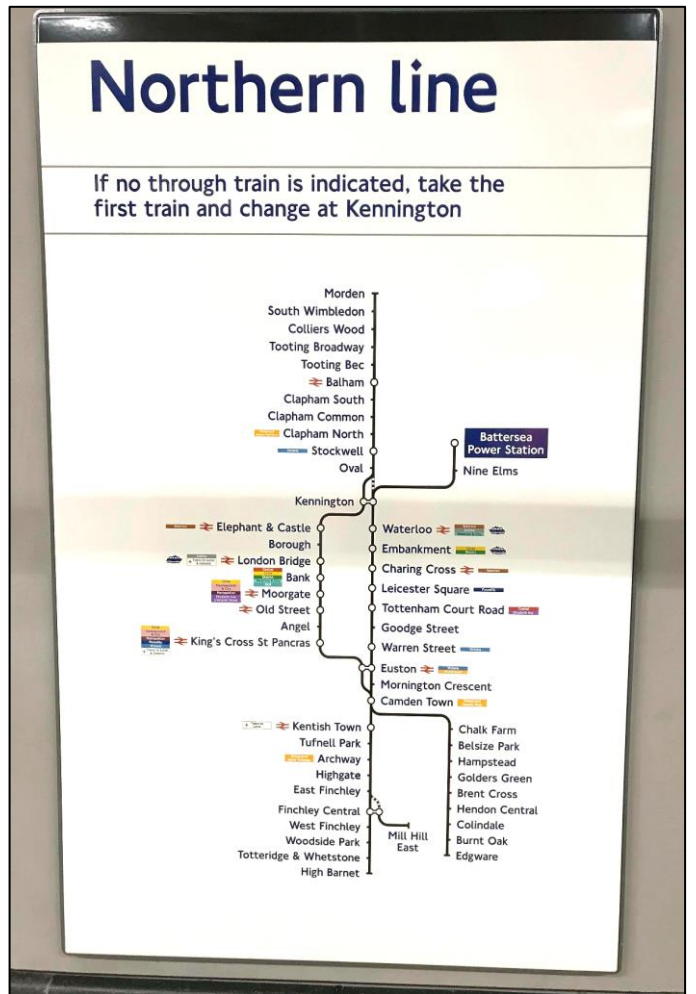 Northern line
If no through train is indicated, take the
first train and change at Kennington
Morden
South Wimbledon
Colliers Wood
Tooting Broadway
Tooting Bec
Balham
Clapham South
Clapham Common
Clapham North
Stockwell
Oval
Battersea
Power Station
Nine Elms
Kennington
Elephant & Castle
Borough
London Bridge
Bank
Moorgate
Old Street
Angel
King's Cross St Pancras
Waterloo
Embankment
Charing Cross
Leicester Square
Tottenham Court Road
Goodge Street
Warren Street
Euston
Mornington Crescent
Camden Town
Kentish Town
Tufnell Park
Archway
Highgate
East Finchley
Finchley Central
West Finchley
Woodside Park
Totteridge & Whetstone
High Barnet
Mill Hill
East
Chalk Farm
Belsize Park
Hampstead
Golders Green
Brent Cross
Hendon Central
Colindale
Burnt Oak
Edgware